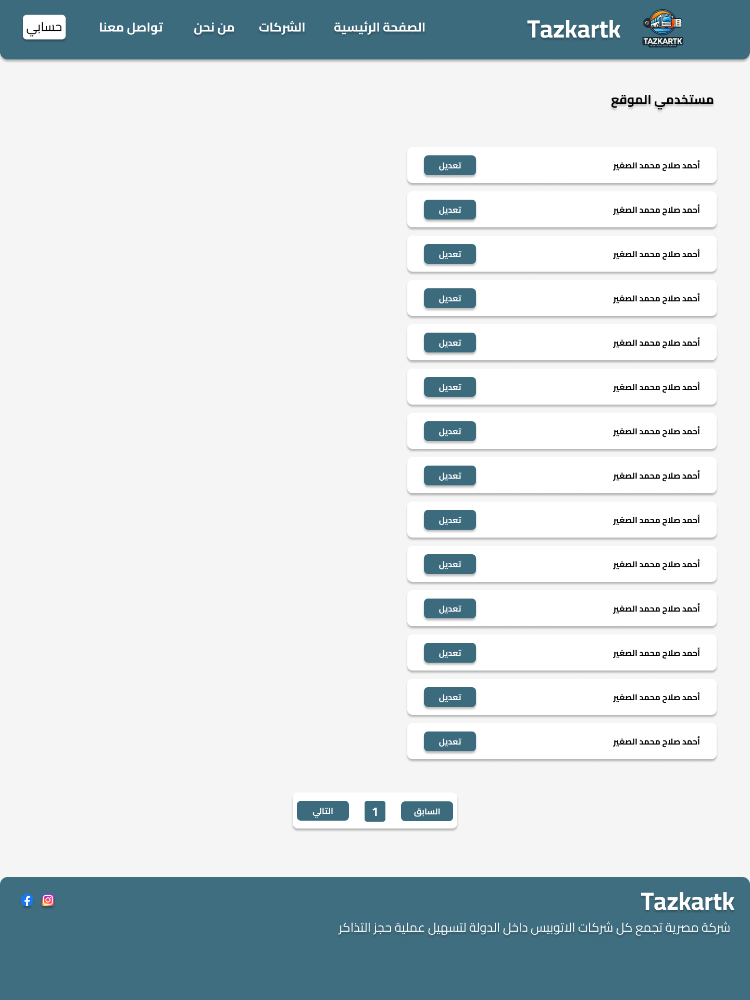 TAZKARTK
TRANSPORTION BOOKING
Tazkartk
الصفحة الرئيسية
الشركات
من نحن
تواصل معنا
حسابي
مستخدمي الموقع
أحمد صلاح محمد الصغير
تعديل
أحمد صلاح محمد الصغير
تعديل
أحمد صلاح محمد الصغير
تعديل
أحمد صلاح محمد الصغير
تعديل
أحمد صلاح محمد الصغير
تعديل
أحمد صلاح محمد الصغير
تعديل
أحمد صلاح محمد الصغير
تعديل
أحمد صلاح محمد الصغير
تعديل
أحمد صلاح محمد الصغير
تعديل
أحمد صلاح محمد الصغير
تعديل
أحمد صلاح محمد الصغير
تعديل
أحمد صلاح محمد الصغير
تعديل
أحمد صلاح محمد الصغير
تعديل
أحمد صلاح محمد الصغير
تعديل
السابق
1
التالي
Tazkartk
شركة مصرية تجمع كل شركات الاتوبيس داخل الدولة لتسهيل عملية حجز التذاكر